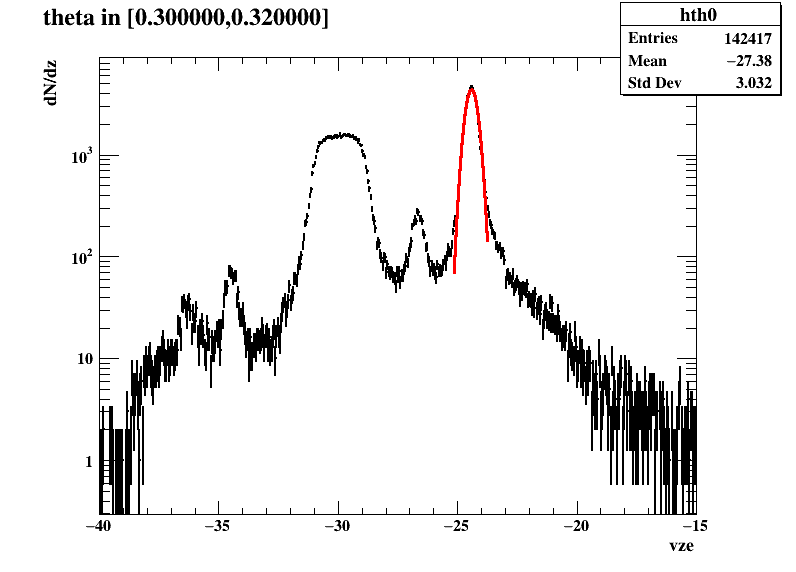 theta in [0.300000,0.320000]
hth0
Entries 142417
Mean −27.38
Std Dev 3.032
dN/dz
10³
10²
10
1
−40 −35 −30 −25 −20 −15
vze